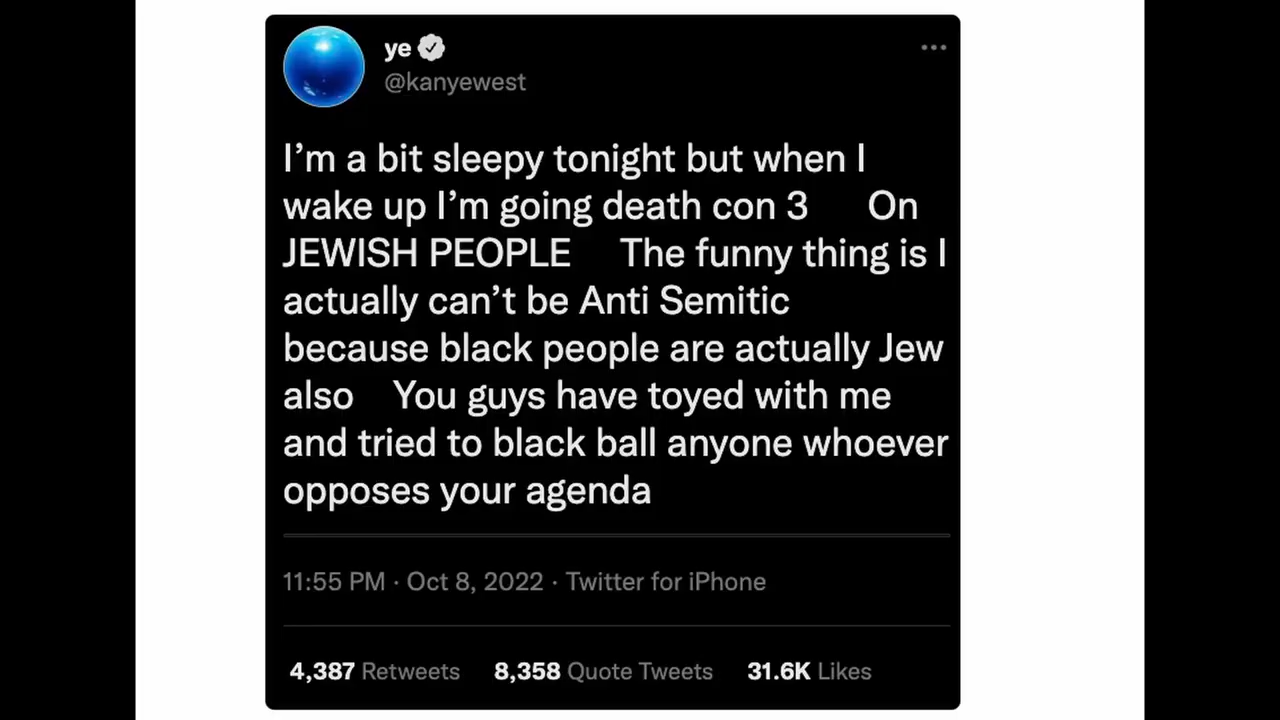 ye
@kanyewest
I'm a bit sleepy tonight but when I
wake up I'm going death con 3 On
JEWISH PEOPLE The funny thing is I
actually can't be Anti Semitic
because black people are actually Jew
also You guys have toyed with me
and tried to black ball anyone whoever
opposes your agenda
11:55 PM · Oct 8, 2022 · Twitter for iPhone
4,387 Retweets 8,358 Quote Tweets 31.6K Likes